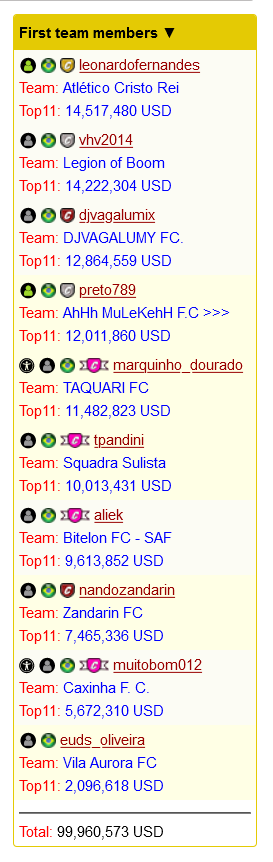 First team members ▼
leonardofernandes
Team: Atlético Cristo Rei
Top11: 14,517,480 USD
vhv2014
Team: Legion of Boom
Top11: 14,222,304 USD
djvagalumix
Team: DJVAGALUMY FC.
Top11: 12,864,559 USD
preto789
Team: AhHh MuLeKehH F.C >>>
Top11: 12,011,860 USD
marquinho_dourado
Team: TAQUARI FC
Top11: 11,482,823 USD
tpandini
Team: Squadra Sulista
Top11: 10,013,431 USD
aliek
Team: Bitelon FC - SAF
Top11: 9,613,852 USD
nandozandarin
Team: Zandarin FC
Top11: 7,465,336 USD
muitobom012
Team: Caxinha F. C.
Top11: 5,672,310 USD
euds_oliveira
Team: Vila Aurora FC
Top11: 2,096,618 USD
Total: 99,960,573 USD